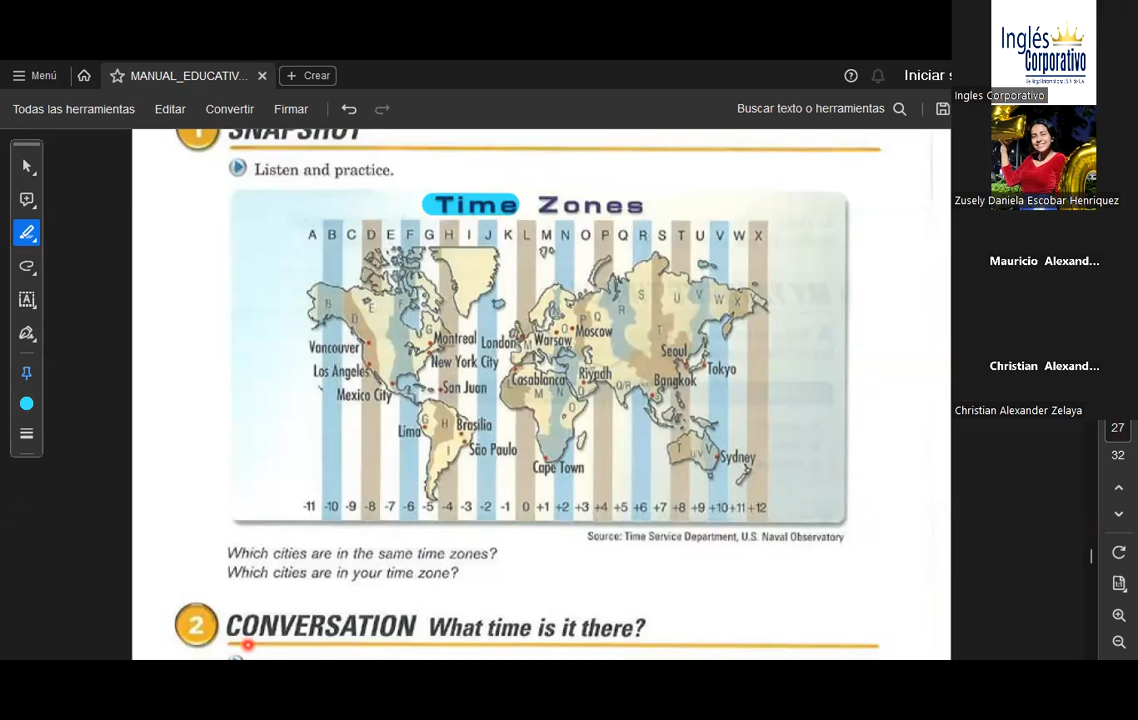 Menú
MANUAL_EDUCATIV...
Crear
Iniciar s
Todas las herramientas
Editar
Convertir
Firmar
Buscar texto o herramientas
Inglés
Corporativo
Ingles Corporativo
Zusely Daniela Escobar Henriquez
Mauricio Alexand...
Christian Alexand...
Christian Alexander Zelaya
27
32
1 SNAPSHOT
Listen and practice.
Time Zones
A B C D E F G H I J K L M N O P Q R S T U V W X
B D E F G M O P Q R S T U V W X
Vancouver
Montreal
London
Warsaw
Moscow
Los Angeles
New York City
Casablanca
Riyadh
Seoul
Tokyo
Mexico City
San Juan
Bangkok
Lima
Brasilia
São Paulo
Cape Town
Sydney
-11 -10 -9 -8 -7 -6 -5 -4 -3 -2 -1 0 +1 +2 +3 +4 +5 +6 +7 +8 +9 +10 +11 +12
Source: Time Service Department, U.S. Naval Observatory
Which cities are in the same time zones?
Which cities are in your time zone?
2 CONVERSATION What time is it there?